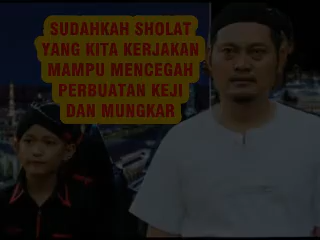 SUDAHKAH SHOLAT
YANG KITA KERJAKAN
MAMPU MENCEGAH
PERBUATAN KEJI
DAN MUNGKAR